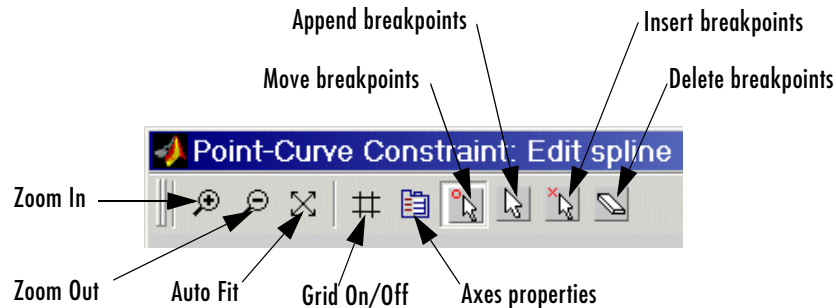 Append breakpoints
Insert breakpoints
Move breakpoints
Delete breakpoints
Point-Curve Constraint: Edit spline
Zoom In
Zoom Out
Auto Fit
Grid On/Off
Axes properties